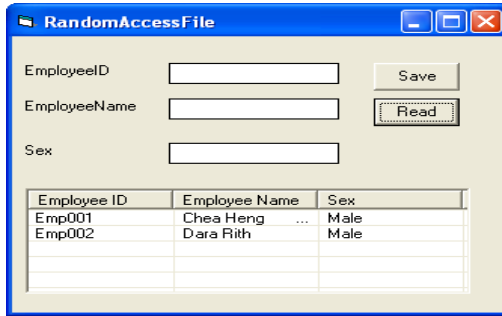 RandomAccessFile
EmployeeID
Save
EmployeeName
Read
Sex
Employee ID Employee Name Sex
Emp001 Chea Heng ... Male
Emp002 Dara Rith Male